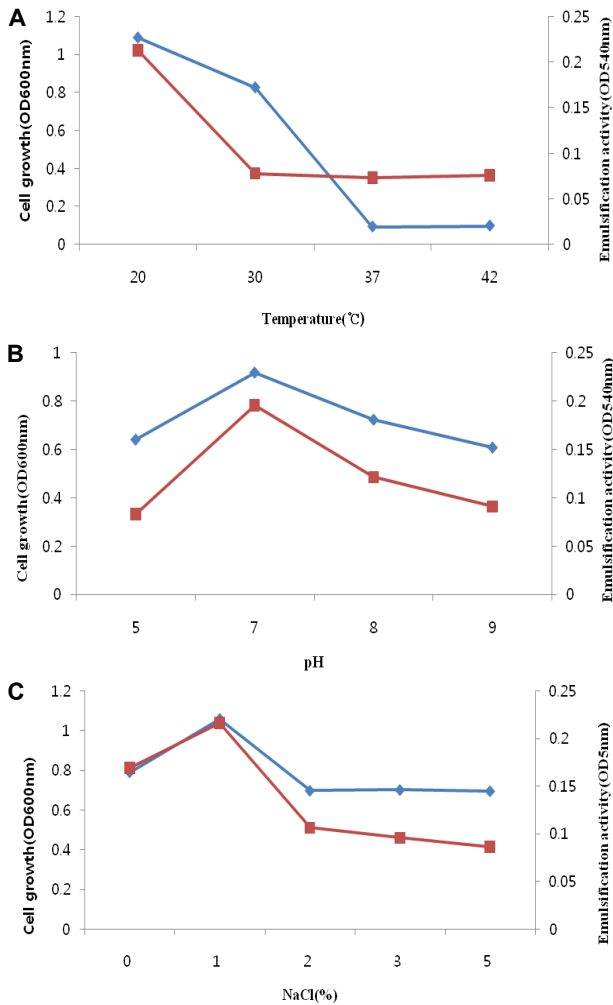 A
Cell growth(OD600nm)
1.2
1
0.8
0.6
0.4
0.2
0
0.25
0.2
0.15
0.1
0.05
0
Emulsification activity(OD540nm)
20 30 37 42
Temperature(℃)
B
Cell growth(OD600nm)
1
0.8
0.6
0.4
0.2
0
0.25
0.2
0.15
0.1
0.05
0
Emulsification activity(OD540nm)
5 7 8 9
pH
C
Cell growth(OD600nm)
1.2
1
0.8
0.6
0.4
0.2
0
0.25
0.2
0.15
0.1
0.05
0
Emulsification activity(OD5nm)
0 1 2 3 5
NaCl(%)